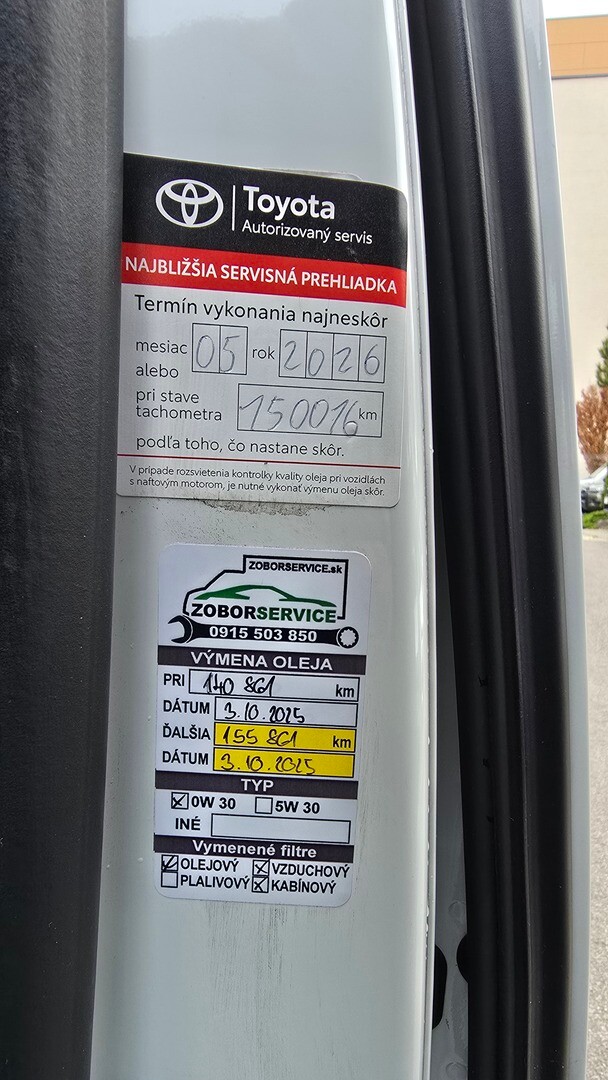 Toyota
Autorizovaný servis
NAJBLIŽŠIA SERVISNÁ PREHLIADKA
Termín vykonania najneskôr
mesiac 05 rok 2026
alebo
pri stave
tachometra 150016 km
podľa toho, čo nastane skôr.
V prípade rozsvietenia kontrolky kvality oleja pri vozidlách
s naftovým motorom, je nutné vykonať výmenu oleja skôr.
ZOBORSERVICE.sk
ZOBORSERVICE
0915 503 850
VÝMENA OLEJA
PRI 140 861 km
DÁTUM 3.10.2025
ĎALŠIA 155 861 km
DÁTUM 3.10.2025
TYP
0W 30 5W 30
INÉ
Vymenené filtre
OLEJOVÝ VZDUCHOVÝ
PLALIVOVÝ KABÍNOVÝ